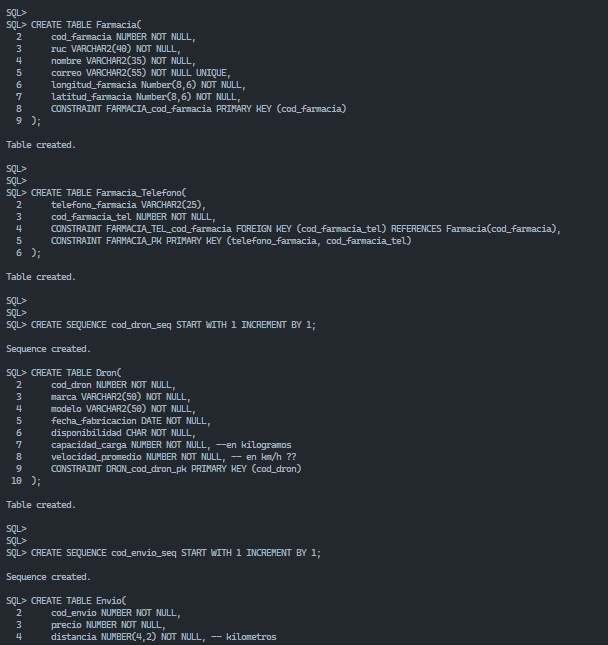 SQL>
SQL> CREATE TABLE Farmacia(
2 cod_farmacia NUMBER NOT NULL,
3 ruc VARCHAR2(40) NOT NULL,
4 nombre VARCHAR2(35) NOT NULL,
5 correo VARCHAR2(55) NOT NULL UNIQUE,
6 longitud_farmacia Number(8,6) NOT NULL,
7 latitud_farmacia Number(8,6) NOT NULL,
8 CONSTRAINT FARMACIA_cod_farmacia PRIMARY KEY (cod_farmacia)
9 );
Table created.
SQL>
SQL>
SQL> CREATE TABLE Farmacia_Telefono(
2 telefono_farmacia VARCHAR2(25),
3 cod_farmacia_tel NUMBER NOT NULL,
4 CONSTRAINT FARMACIA_TEL_cod_farmacia FOREIGN KEY (cod_farmacia_tel) REFERENCES Farmacia(cod_farmacia),
5 CONSTRAINT FARMACIA_PK PRIMARY KEY (telefono_farmacia, cod_farmacia_tel)
6 );
Table created.
SQL>
SQL>
SQL> CREATE SEQUENCE cod_dron_seq START WITH 1 INCREMENT BY 1;
Sequence created.
SQL> CREATE TABLE Dron(
2 cod_dron NUMBER NOT NULL,
3 marca VARCHAR2(50) NOT NULL,
4 modelo VARCHAR2(50) NOT NULL,
5 fecha_fabricacion DATE NOT NULL,
6 disponibilidad CHAR NOT NULL,
7 capacidad_carga NUMBER NOT NULL, --en kilogramos
8 velocidad_promedio NUMBER NOT NULL, -- en km/h ??
9 CONSTRAINT DRON_cod_dron_pk PRIMARY KEY (cod_dron)
10 );
Table created.
SQL>
SQL>
SQL> CREATE SEQUENCE cod_envio_seq START WITH 1 INCREMENT BY 1;
Sequence created.
SQL> CREATE TABLE Envio(
2 cod_envio NUMBER NOT NULL,
3 precio NUMBER NOT NULL,
4 distancia NUMBER(4,2) NOT NULL, -- kilometros